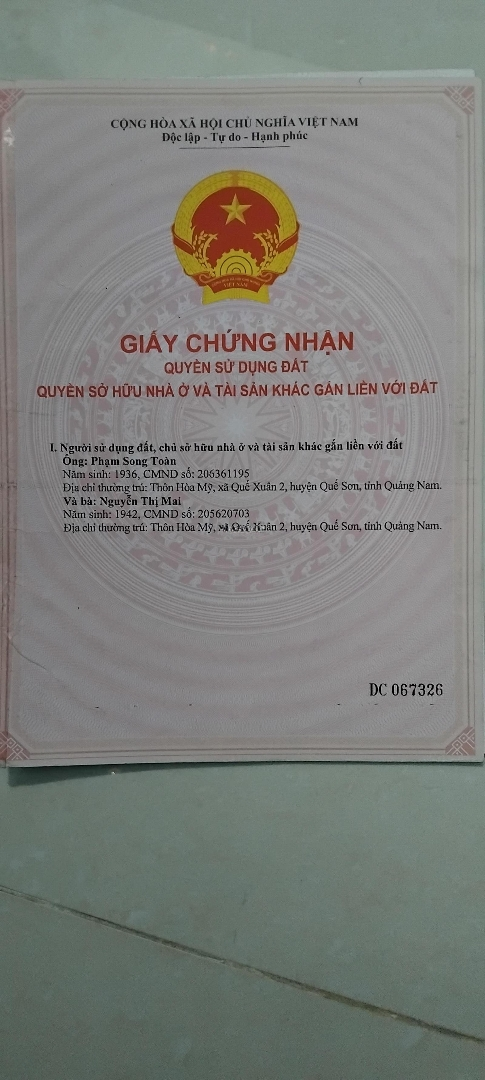 CỘNG HÒA XÃ HỘI CHỦ NGHĨA VIỆT NAM
Độc lập - Tự do - Hạnh phúc
VIỆT NAM
GIẤY CHỨNG NHẬN
QUYỀN SỬ DỤNG ĐẤT
QUYỀN SỞ HỮU NHÀ Ở VÀ TÀI SẢN KHÁC GẮN LIỀN VỚI ĐẤT
I. Người sử dụng đất, chủ sở hữu nhà ở và tài sản khác gắn liền với đất
Ông: Phạm Song Toàn
Năm sinh: 1936, CMND số: 206361195
Địa chỉ thường trú: Thôn Hòa Mỹ, xã Quế Xuân 2, huyện Quế Sơn, tỉnh Quảng Nam.
Và bà: Nguyễn Thị Mai
Năm sinh: 1942, CMND số: 205620703
Địa chỉ thường trú: Thôn Hòa Mỹ, xã Quế Xuân 2, huyện Quế Sơn, tỉnh Quảng Nam.
DC 067326